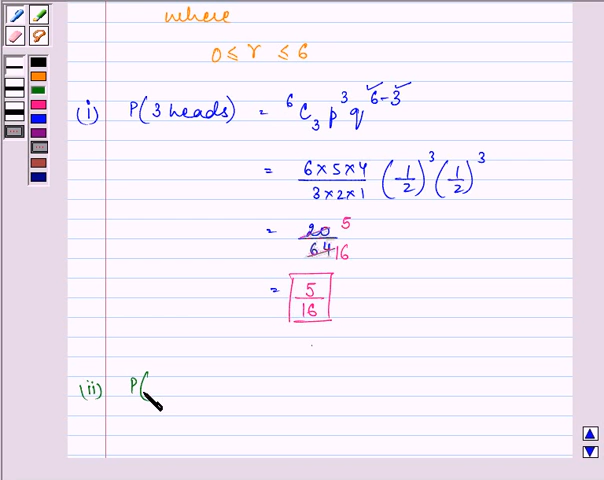 where
0 ≤ r ≤ 6
(i) P(3 heads) = ⁶C₃ p³ q⁶⁻³
= 6×5×4 / 3×2×1 (1/2)³ (1/2)³
= 20 5 / 64 16
= 5/16
(ii) P(